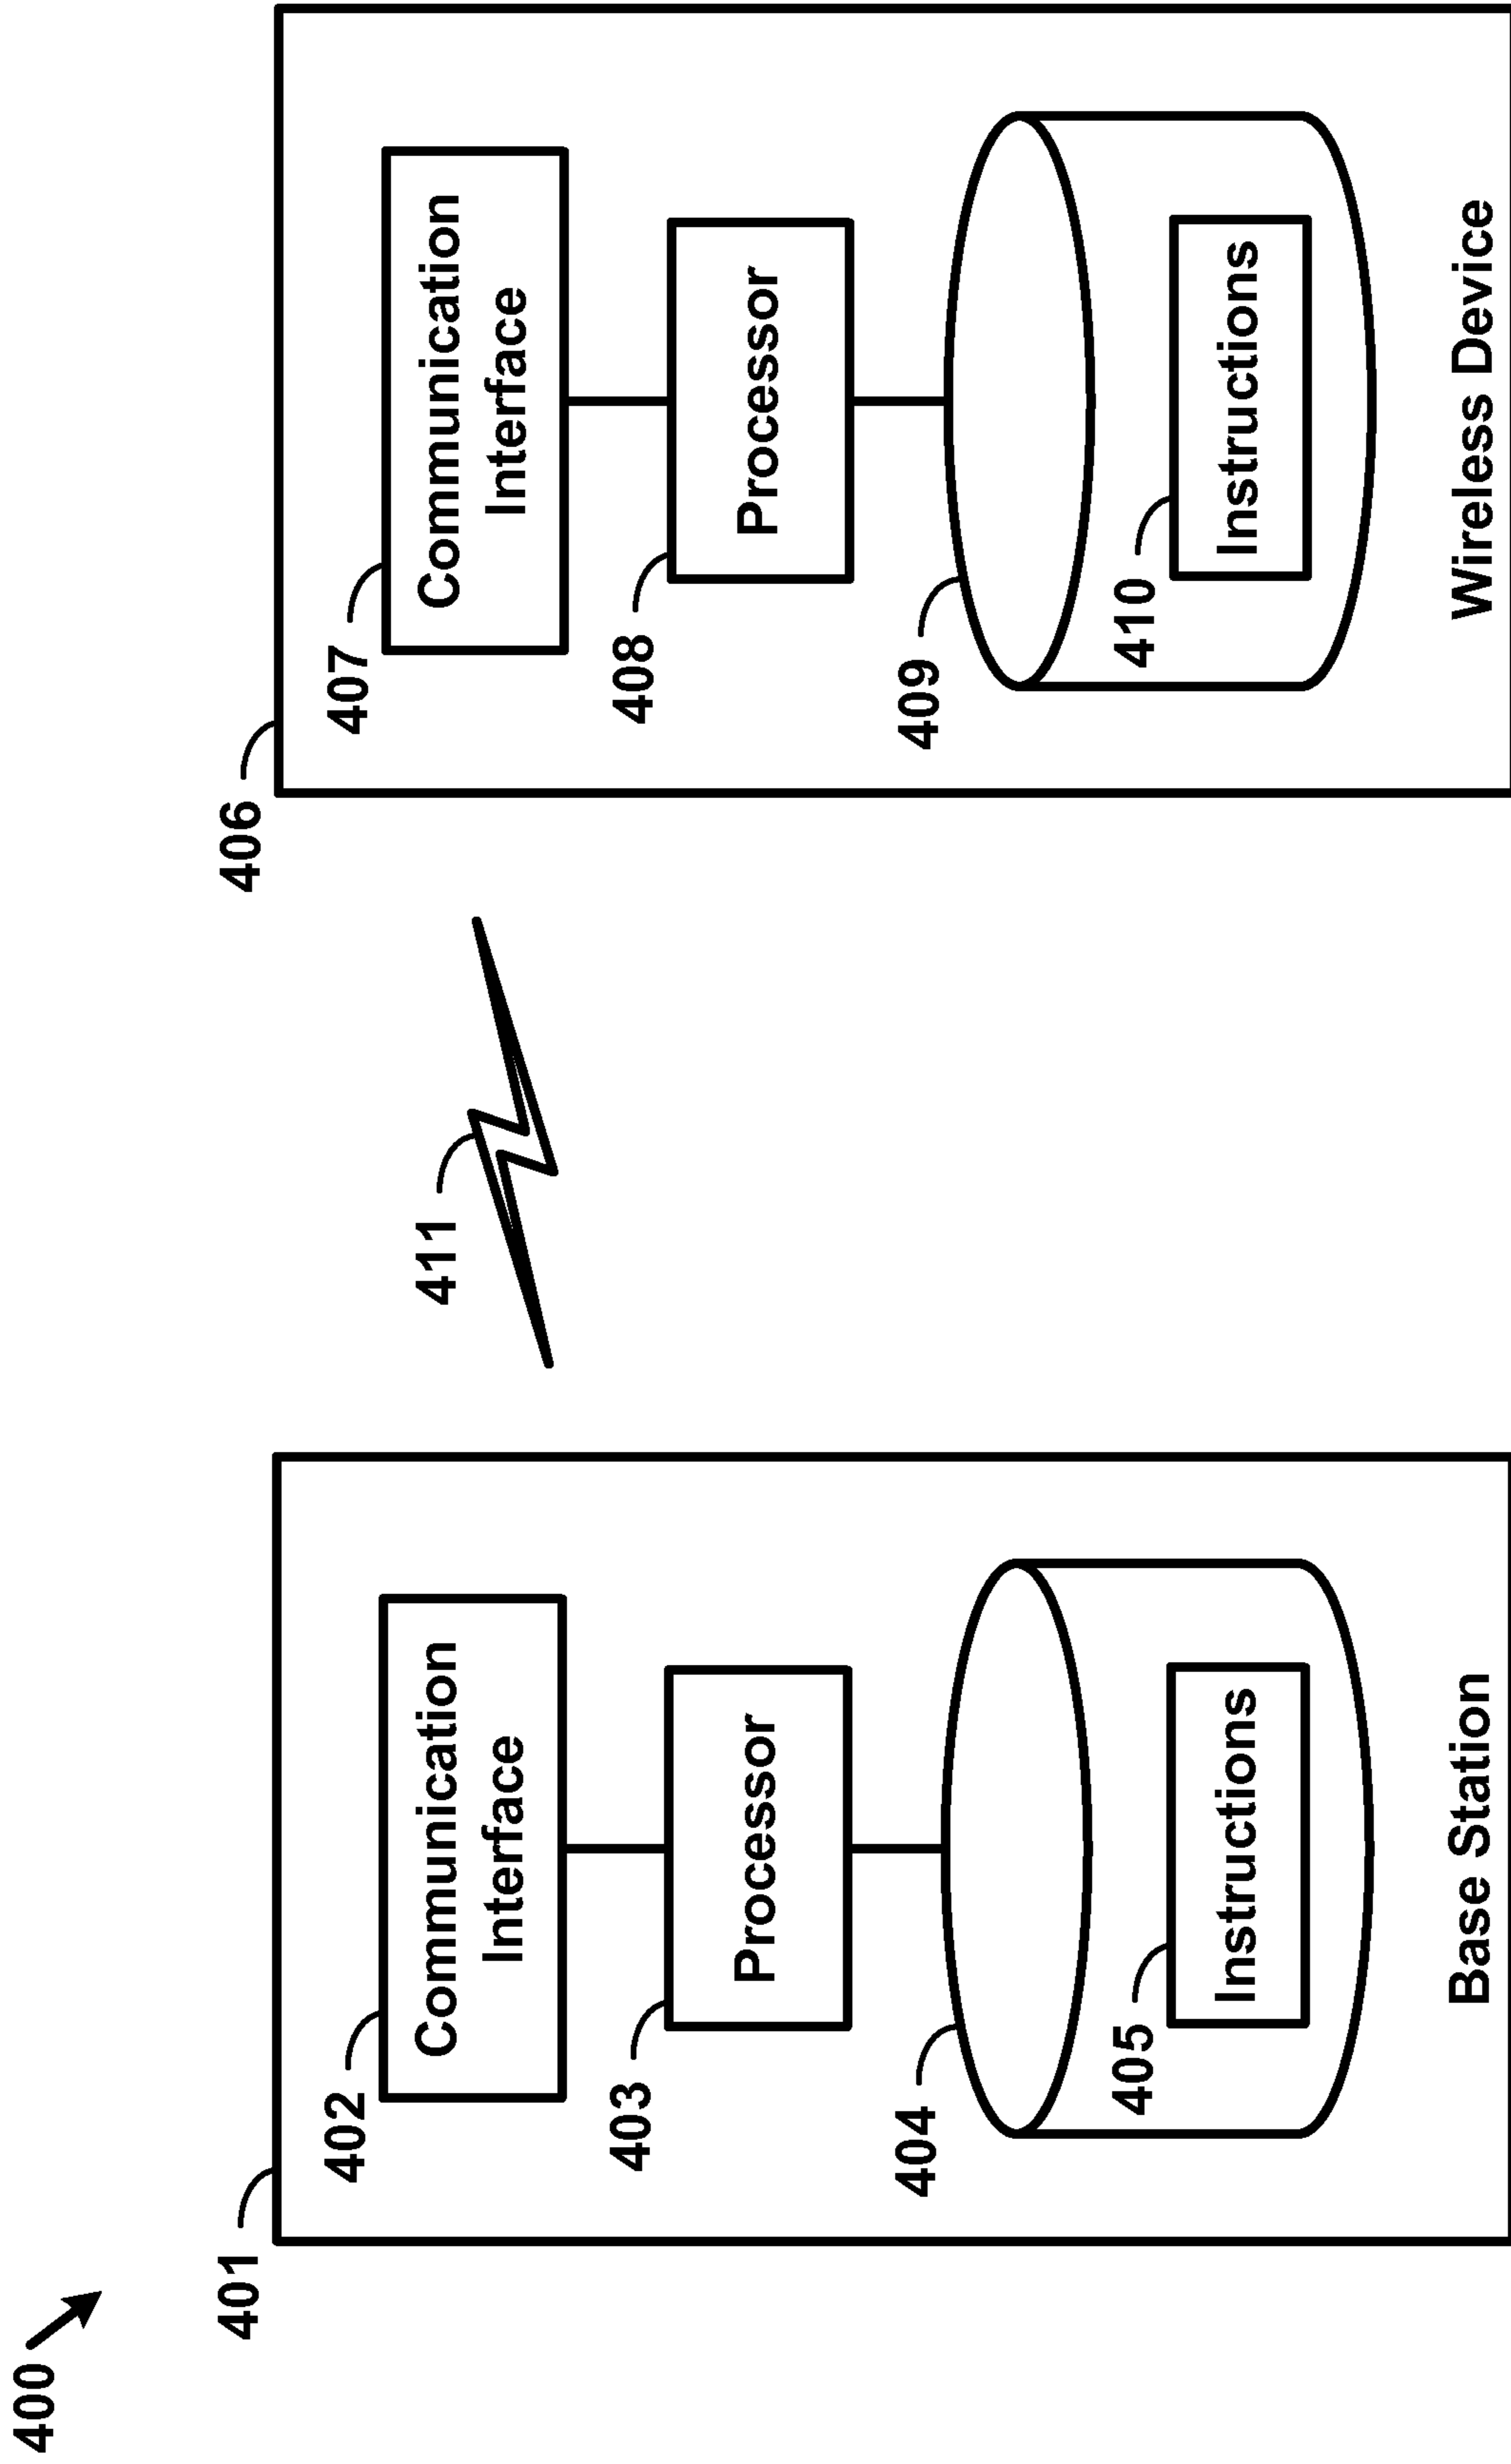 400
401
402
Communication
Interface
403
Processor
404
405
Instructions
Base Station
411
406
407
Communication
Interface
408
Processor
409
410
Instructions
Wireless Device